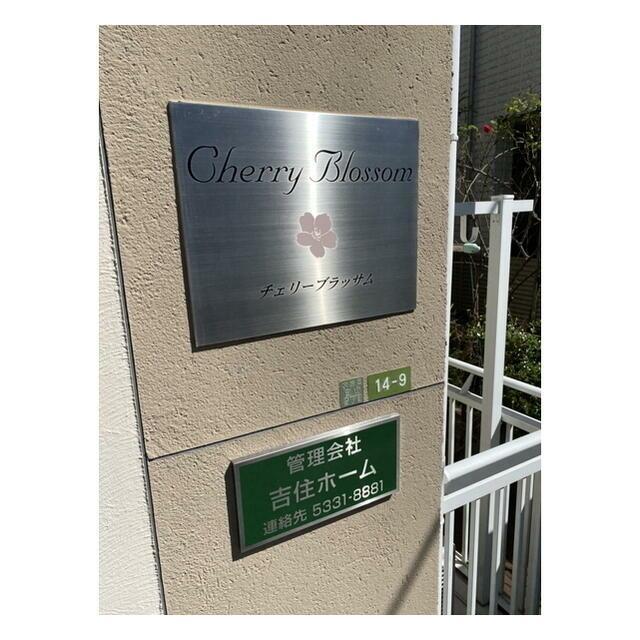 Cherry Blossom
チェリーブラッサム
14-9
管理会社
吉住ホーム
連絡先 5331-8881